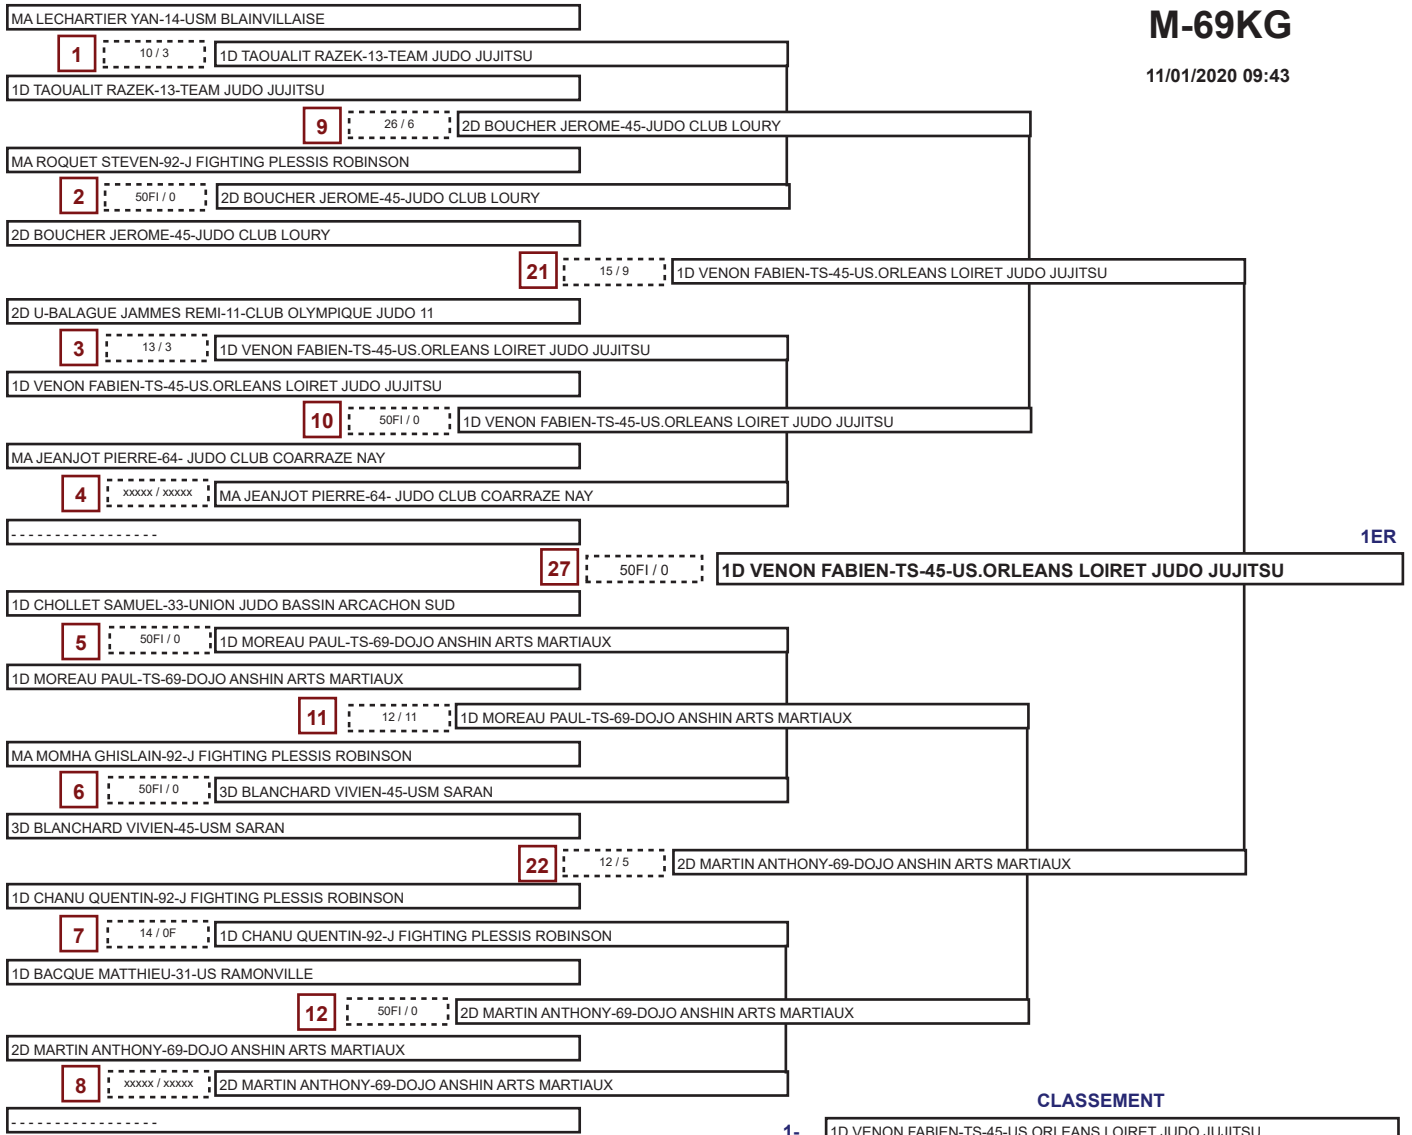 MA LECHARTIER YAN-14-USM BLAINVILLAISE
M-69KG
1 10 / 3 1D TAOUALIT RAZEK-13-TEAM JUDO JUJITSU
11/01/2020 09:43
1D TAOUALIT RAZEK-13-TEAM JUDO JUJITSU
9 26 / 6 2D BOUCHER JEROME-45-JUDO CLUB LOURY
MA ROQUET STEVEN-92-J FIGHTING PLESSIS ROBINSON
2 50FI / 0 2D BOUCHER JEROME-45-JUDO CLUB LOURY
2D BOUCHER JEROME-45-JUDO CLUB LOURY
21 15 / 9 1D VENON FABIEN-TS-45-US.ORLEANS LOIRET JUDO JUJITSU
2D U-BALAGUE JAMMES REMI-11-CLUB OLYMPIQUE JUDO 11
3 13 / 3 1D VENON FABIEN-TS-45-US.ORLEANS LOIRET JUDO JUJITSU
1D VENON FABIEN-TS-45-US.ORLEANS LOIRET JUDO JUJITSU
10 50FI / 0 1D VENON FABIEN-TS-45-US.ORLEANS LOIRET JUDO JUJITSU
MA JEANJOT PIERRE-64- JUDO CLUB COARRAZE NAY
4 xxxxx / xxxxx MA JEANJOT PIERRE-64- JUDO CLUB COARRAZE NAY
- - - - - - - - - - - - - - - - -
1ER
27 50FI / 0 1D VENON FABIEN-TS-45-US.ORLEANS LOIRET JUDO JUJITSU
1D CHOLLET SAMUEL-33-UNION JUDO BASSIN ARCACHON SUD
5 50FI / 0 1D MOREAU PAUL-TS-69-DOJO ANSHIN ARTS MARTIAUX
1D MOREAU PAUL-TS-69-DOJO ANSHIN ARTS MARTIAUX
11 12 / 11 1D MOREAU PAUL-TS-69-DOJO ANSHIN ARTS MARTIAUX
MA MOMHA GHISLAIN-92-J FIGHTING PLESSIS ROBINSON
6 50FI / 0 3D BLANCHARD VIVIEN-45-USM SARAN
3D BLANCHARD VIVIEN-45-USM SARAN
22 12 / 5 2D MARTIN ANTHONY-69-DOJO ANSHIN ARTS MARTIAUX
1D CHANU QUENTIN-92-J FIGHTING PLESSIS ROBINSON
7 14 / 0F 1D CHANU QUENTIN-92-J FIGHTING PLESSIS ROBINSON
1D BACQUE MATTHIEU-31-US RAMONVILLE
12 50FI / 0 2D MARTIN ANTHONY-69-DOJO ANSHIN ARTS MARTIAUX
2D MARTIN ANTHONY-69-DOJO ANSHIN ARTS MARTIAUX
8 xxxxx / xxxxx 2D MARTIN ANTHONY-69-DOJO ANSHIN ARTS MARTIAUX
CLASSEMENT
- - - - - - - - - - - - - - - - -
1- 1D VENON FABIEN-TS-45-US.ORLEANS LOIRET JUDO JUJITSU